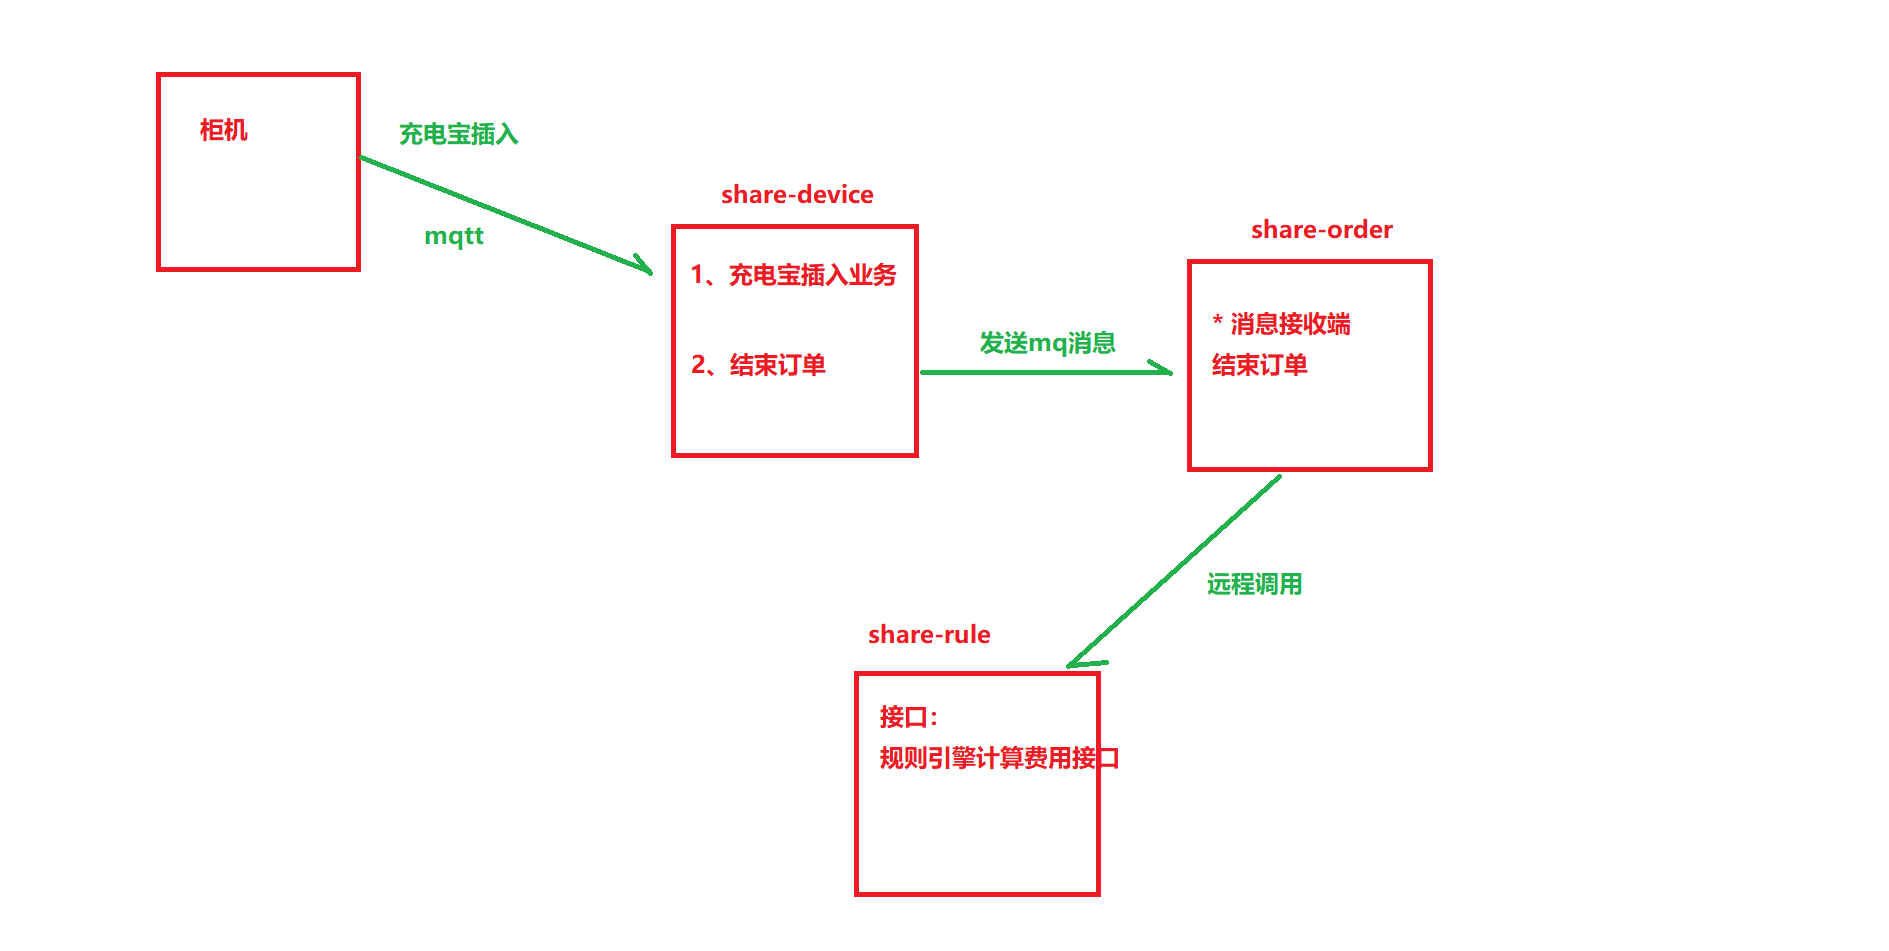 柜机
充电宝插入
mqtt
share-device
1、充电宝插入业务
2、结束订单
发送mq消息
share-order
* 消息接收端
结束订单
远程调用
share-rule
接口：
规则引擎计算费用接口